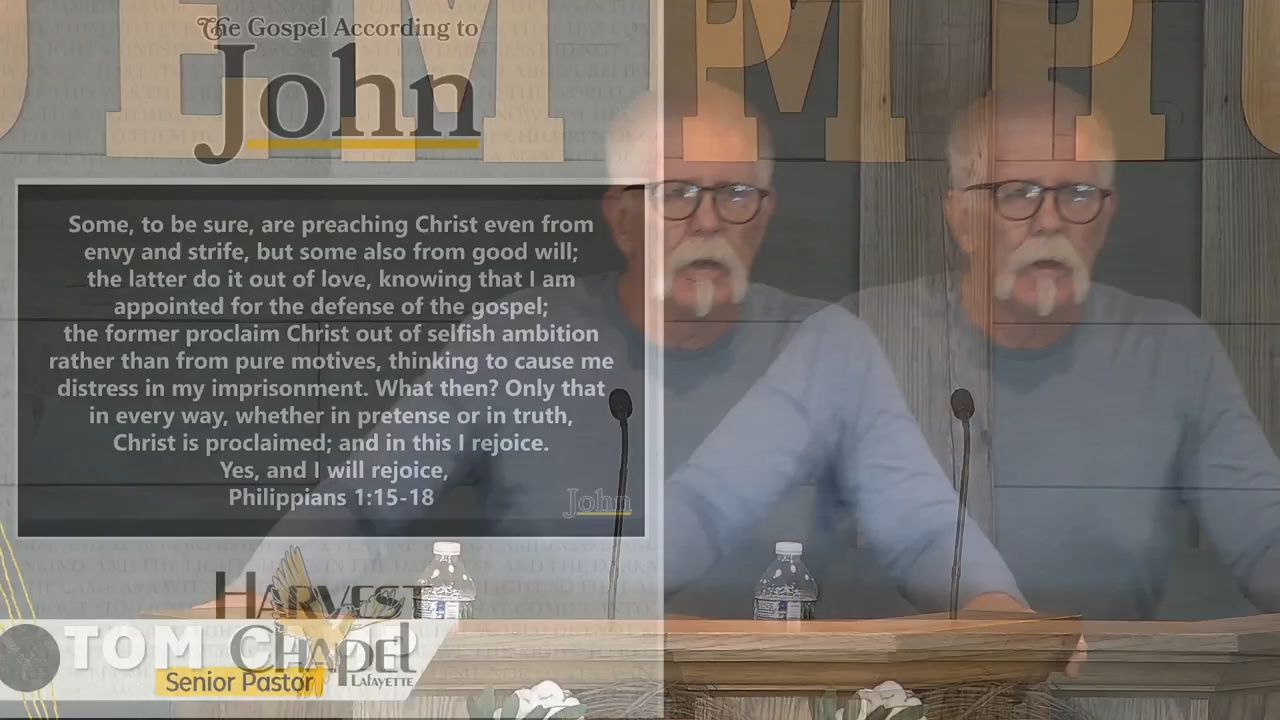 The Gospel According to
John
Some, to be sure, are preaching Christ even from
envy and strife, but some also from good will;
the latter do it out of love, knowing that I am
appointed for the defense of the gospel;
the former proclaim Christ out of selfish ambition
rather than from pure motives, thinking to cause me
distress in my imprisonment. What then? Only that
in every way, whether in pretense or in truth,
Christ is proclaimed; and in this I rejoice.
Yes, and I will rejoice,
Philippians 1:15-18
John
HARVEST
CHAPEL
LAFAYETTE
TOM
Senior Pastor